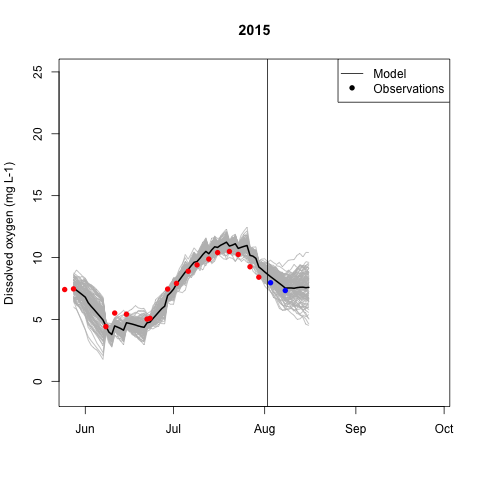 2015
Model
Observations
Dissolved oxygen (mg L-1)
25
20
15
10
5
0
Jun
Jul
Aug
Sep
Oct